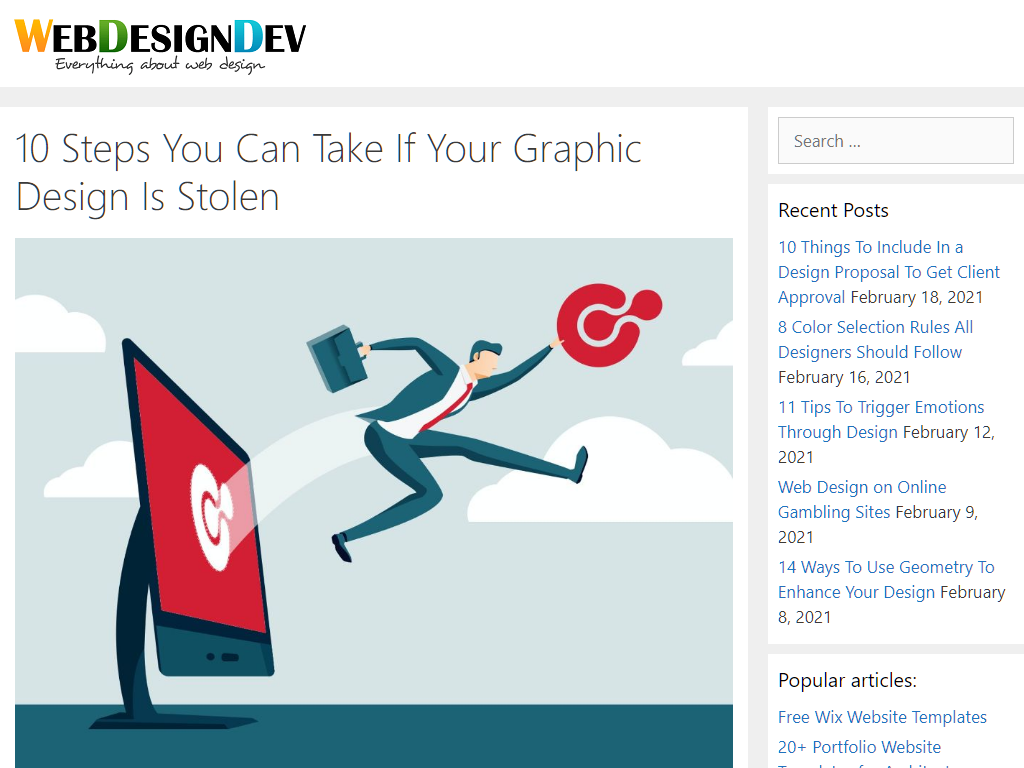 WEBDESIGNDEV
Everything about web design
10 Steps You Can Take If Your Graphic
Design Is Stolen
Search ...
Recent Posts
10 Things To Include In a
Design Proposal To Get Client
Approval February 18, 2021
8 Color Selection Rules All
Designers Should Follow
February 16, 2021
11 Tips To Trigger Emotions
Through Design February 12,
2021
Web Design on Online
Gambling Sites February 9,
2021
14 Ways To Use Geometry To
Enhance Your Design February
8, 2021
Popular articles:
Free Wix Website Templates
20+ Portfolio Website